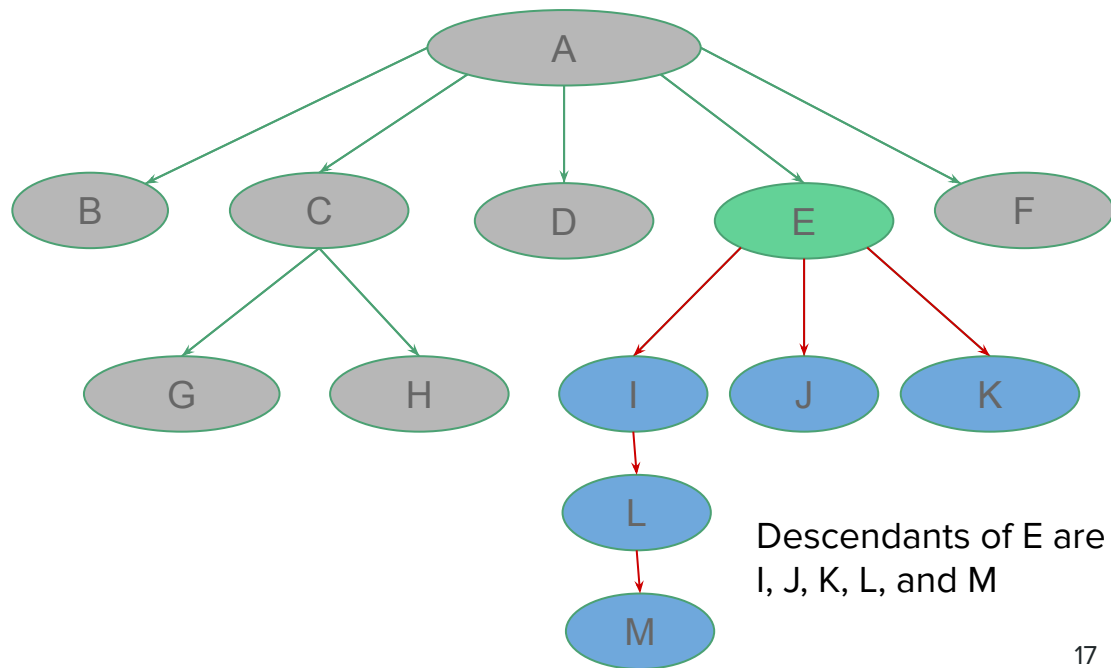 A
B
C
D
E
F
G
H
I
J
K
L
Descendants of E are
I, J, K, L, and M
M
17